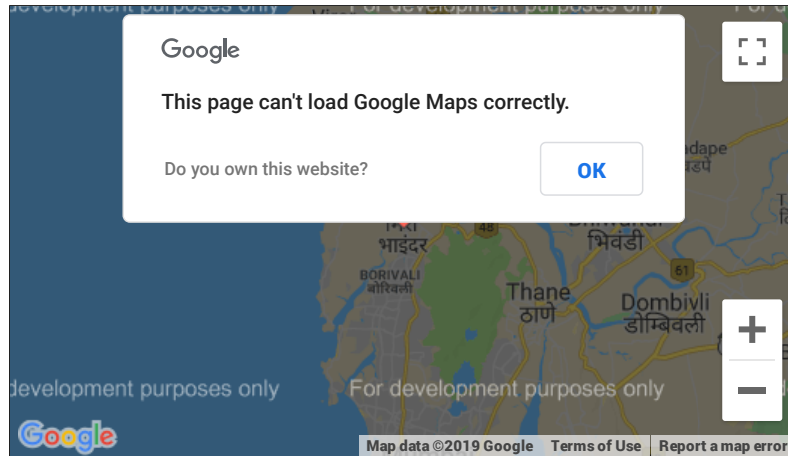 development purposes only
For development purposes only
For d
Google
This page can't load Google Maps correctly.
Do you own this website?
OK
मिरा
भाइंदर
48
भिवंडी
BORIVALI
बोरिवली
61
Thane
ठाणे
Dombivli
डोम्बिवली
development purposes only
For development purposes only
Google
Map data ©2019 Google
Terms of Use
Report a map error